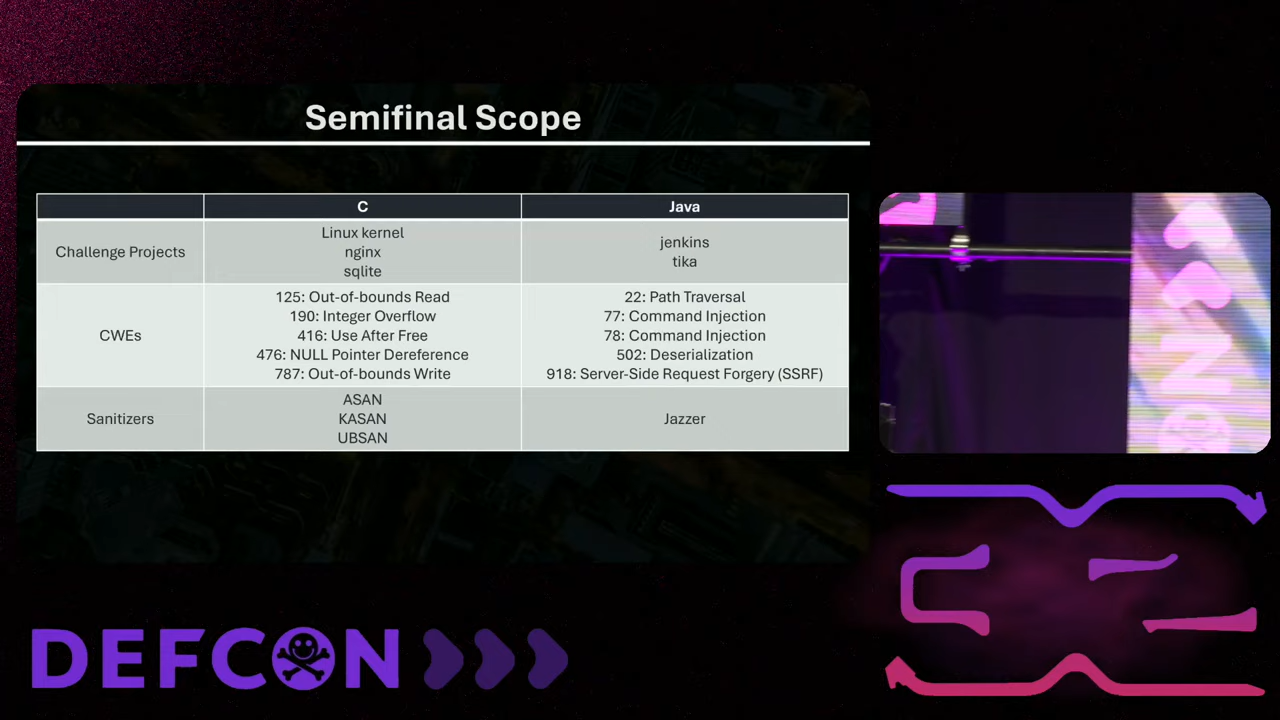 Semifinal Scope
C Java
Challenge Projects
Linux kernel
nginx
sqlite
jenkins
tika
CWEs
125: Out-of-bounds Read
190: Integer Overflow
416: Use After Free
476: NULL Pointer Dereference
787: Out-of-bounds Write
22: Path Traversal
77: Command Injection
78: Command Injection
502: Deserialization
918: Server-Side Request Forgery (SSRF)
Sanitizers
ASAN
KASAN
UBSAN
Jazzer
DEFCON